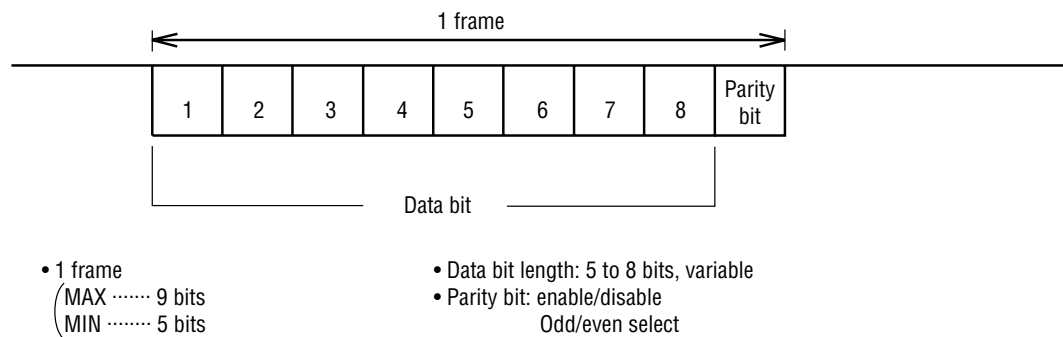 1 frame
1 2 3 4 5 6 7 8 Parity bit
Data bit
• 1 frame
MAX ······· 9 bits
MIN ········ 5 bits
• Data bit length: 5 to 8 bits, variable
• Parity bit: enable/disable
Odd/even select